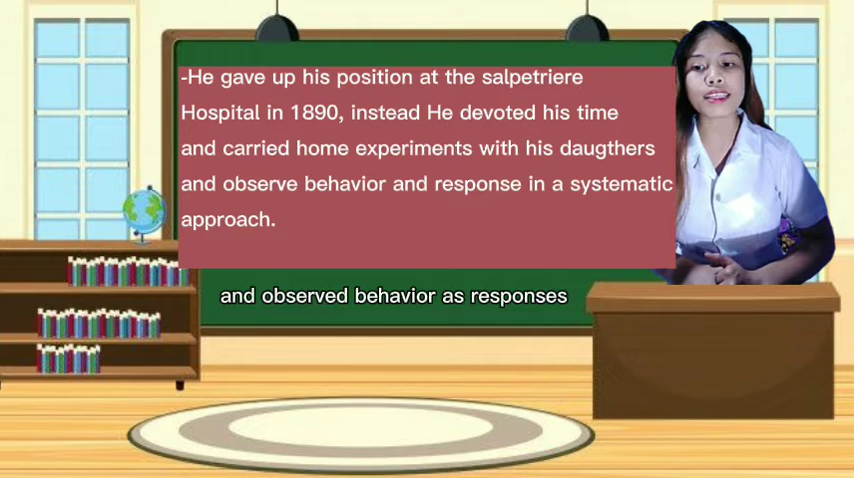 -He gave up his position at the salpetriere
Hospital in 1890, instead He devoted his time
and carried home experiments with his daugthers
and observe behavior and response in a systematic
approach.
and observed behavior as responses